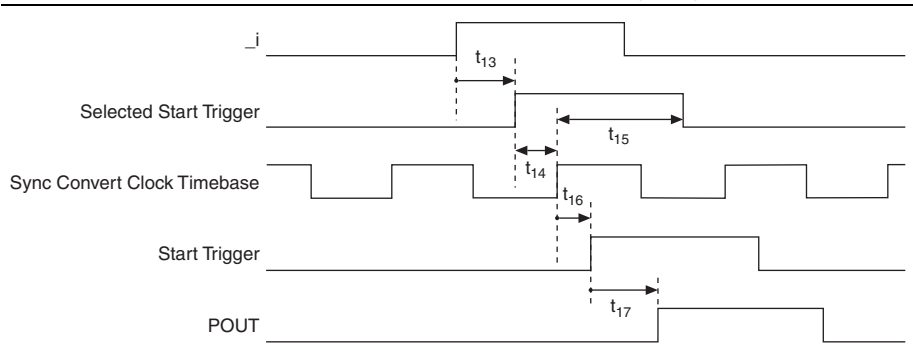 _i
t13
Selected Start Trigger
t15
t14
Sync Convert Clock Timebase
t16
Start Trigger
t17
POUT